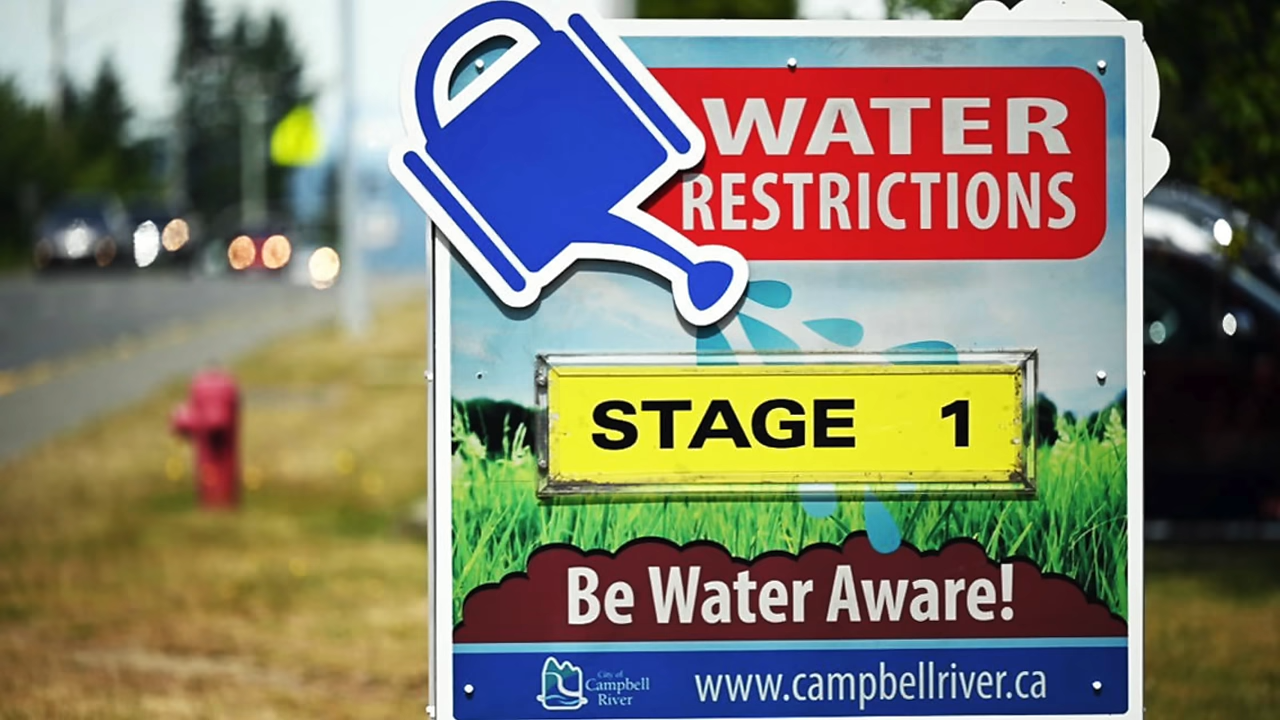 WATER
RESTRICTIONS
STAGE 1
Be Water Aware!
City of
Campbell
River
www.campbellriver.ca